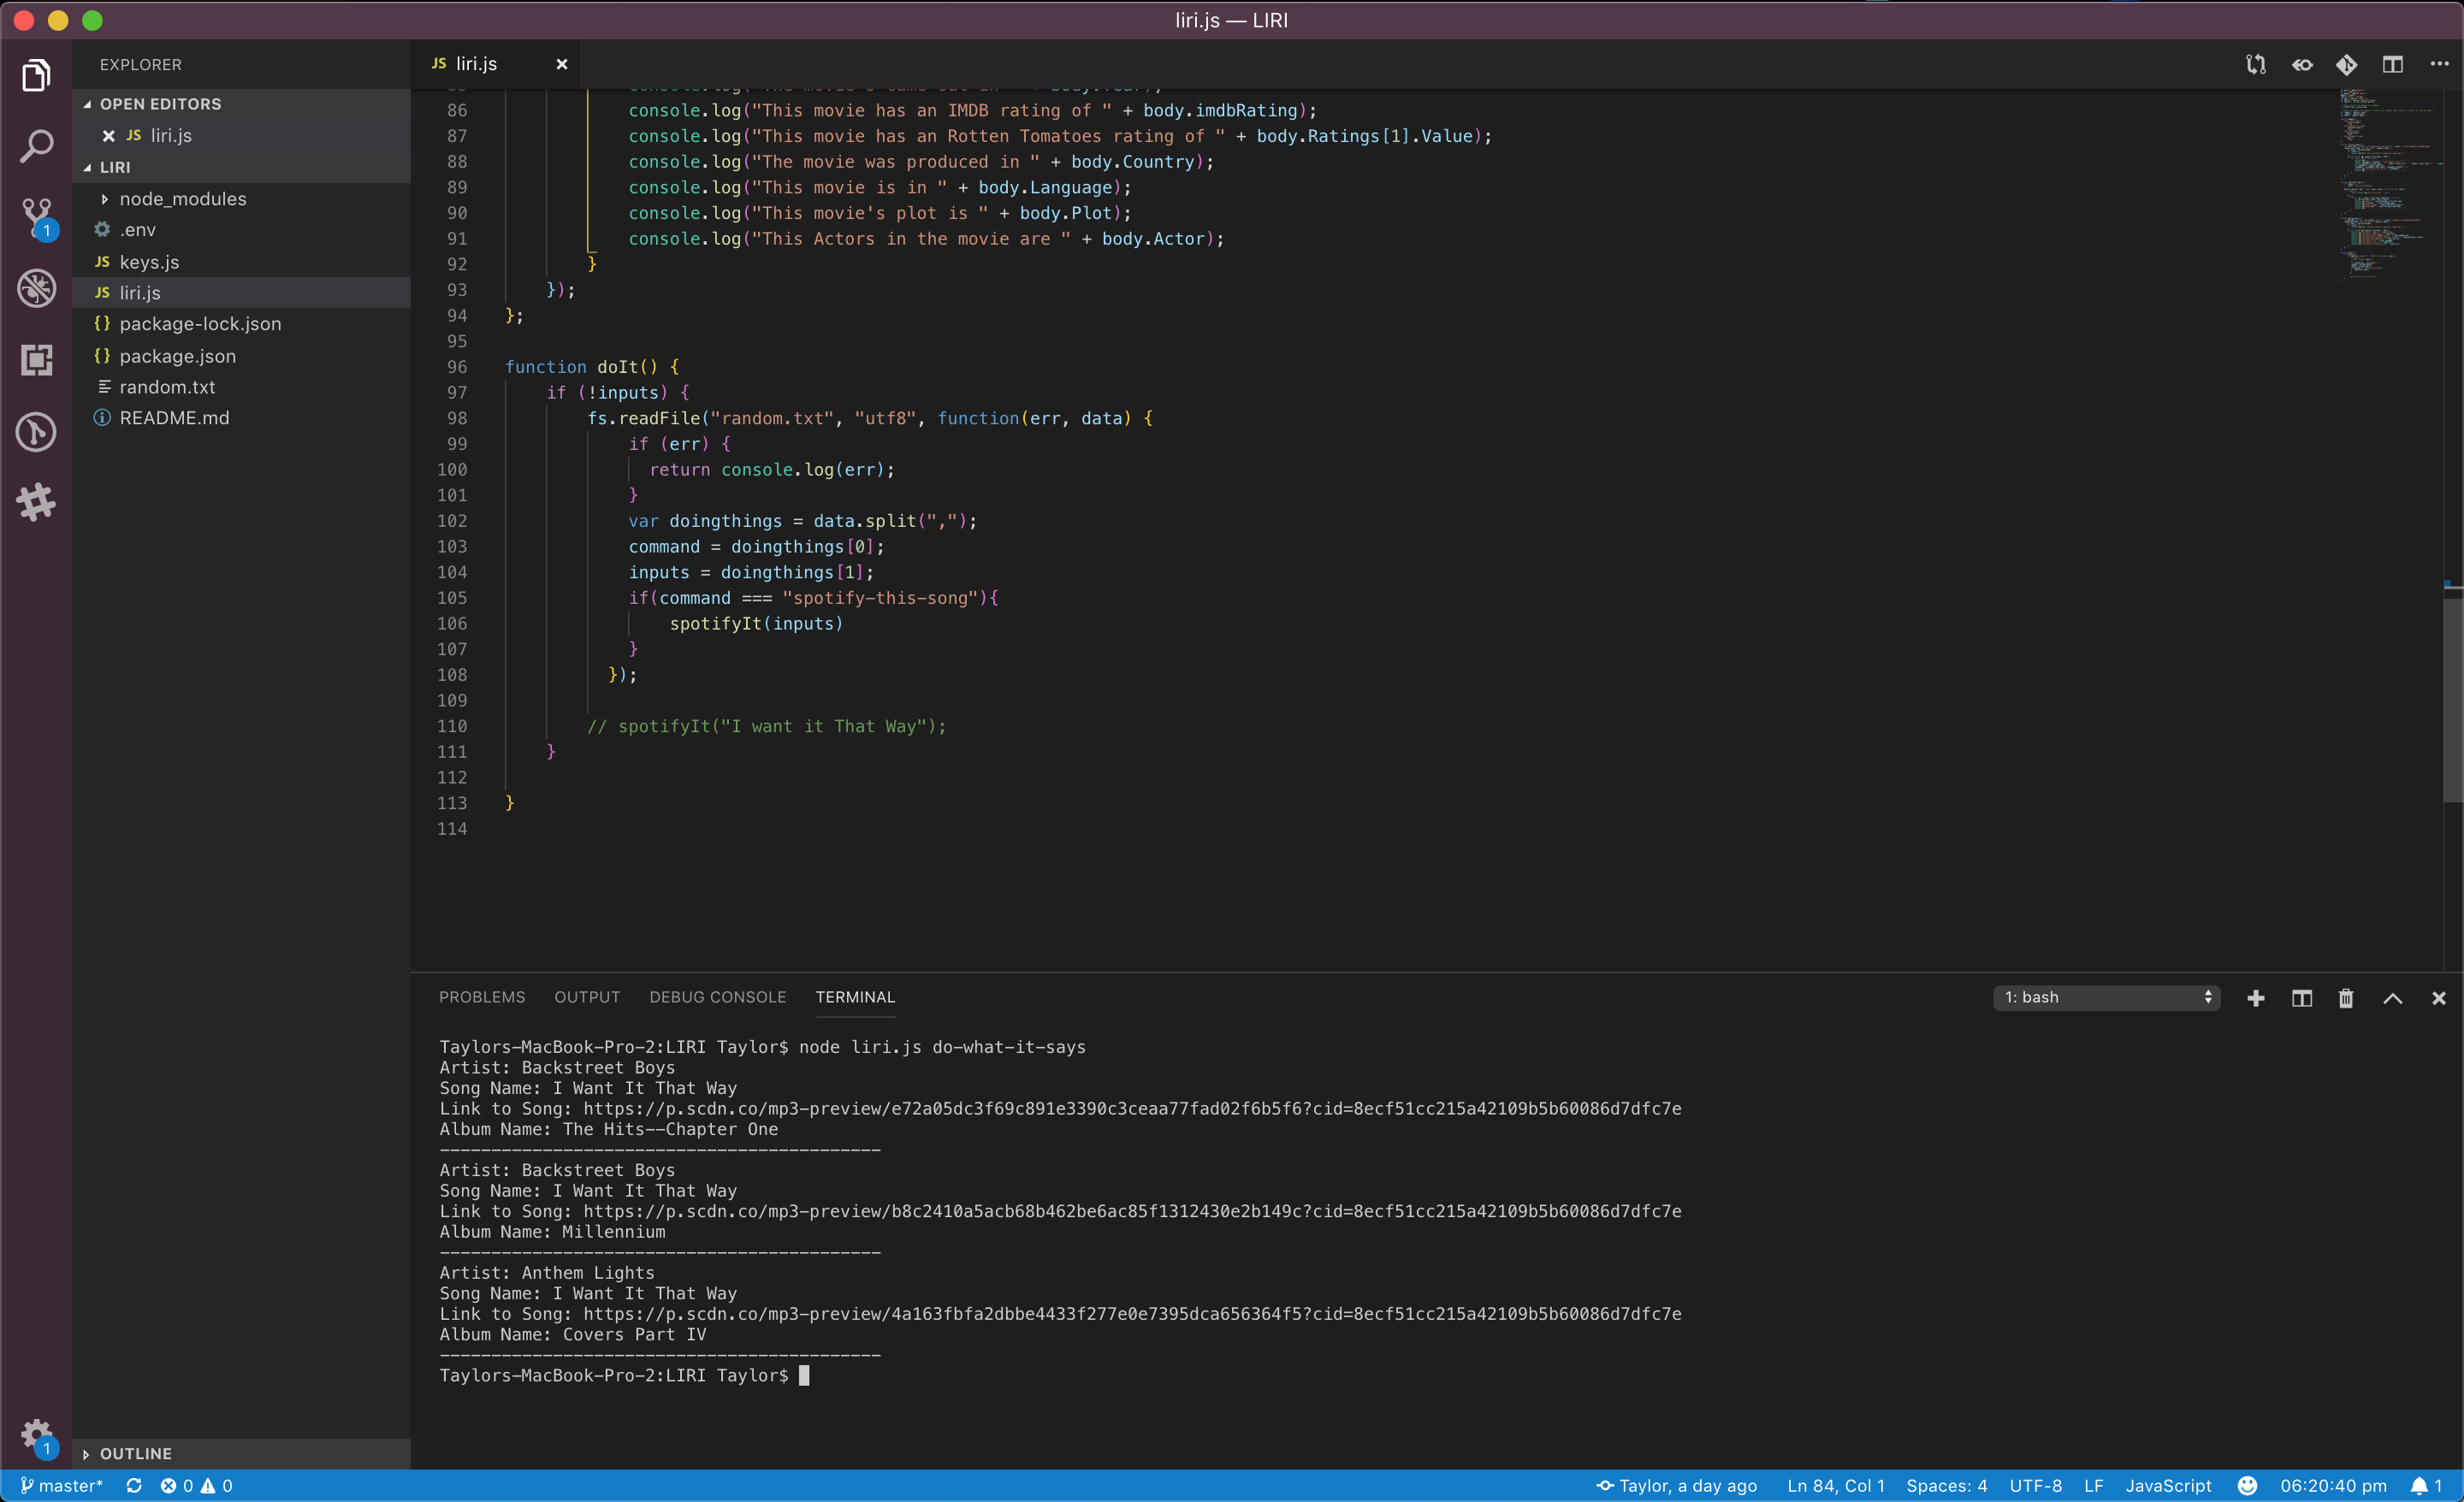 liri.js — LIRI
EXPLORER
OPEN EDITORS
JS liri.js
LIRI
node_modules
.env
JS keys.js
JS liri.js
{} package-lock.json
{} package.json
random.txt
README.md
OUTLINE
JS liri.js
86 console.log("This movie has an IMDB rating of " + body.imdbRating);
87 console.log("This movie has an Rotten Tomatoes rating of " + body.Ratings[1].Value);
88 console.log("The movie was produced in " + body.Country);
89 console.log("This movie is in " + body.Language);
90 console.log("This movie's plot is " + body.Plot);
91 console.log("This Actors in the movie are " + body.Actor);
92 }
93 });
94 };
95
96 function doIt() {
97 if (!inputs) {
98 fs.readFile("random.txt", "utf8", function(err, data) {
99 if (err) {
100 return console.log(err);
101 }
102 var doingthings = data.split(",");
103 command = doingthings[0];
104 inputs = doingthings[1];
105 if(command === "spotify-this-song"){
106 spotifyIt(inputs)
107 }
108 });
109
110 // spotifyIt("I want it That Way");
111 }
112
113 }
114
PROBLEMS OUTPUT DEBUG CONSOLE TERMINAL
1: bash
Taylors-MacBook-Pro-2:LIRI Taylor$ node liri.js do-what-it-says
Artist: Backstreet Boys
Song Name: I Want It That Way
Link to Song: https://p.scdn.co/mp3-preview/e72a05dc3f69c891e3390c3ceaa77fad02f6b5f6?cid=8ecf51cc215a42109b5b60086d7dfc7e
Album Name: The Hits--Chapter One
-------------------------------------------
Artist: Backstreet Boys
Song Name: I Want It That Way
Link to Song: https://p.scdn.co/mp3-preview/b8c2410a5acb68b462be6ac85f1312430e2b149c?cid=8ecf51cc215a42109b5b60086d7dfc7e
Album Name: Millennium
-------------------------------------------
Artist: Anthem Lights
Song Name: I Want It That Way
Link to Song: https://p.scdn.co/mp3-preview/4a163fbfa2dbbe4433f277e0e7395dca656364f5?cid=8ecf51cc215a42109b5b60086d7dfc7e
Album Name: Covers Part IV
-------------------------------------------
Taylors-MacBook-Pro-2:LIRI Taylor$
1
1
master* 0 0 Taylor, a day ago Ln 84, Col 1 Spaces: 4 UTF-8 LF JavaScript 06:20:40 pm 1